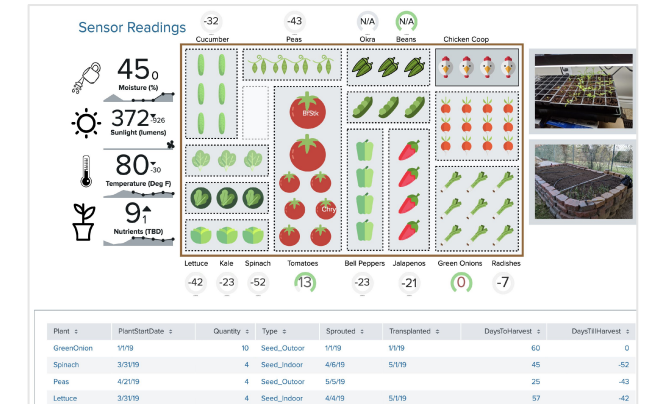 Sensor Readings
-32
-43
N/A
N/A
Cucumber
Peas
Okra
Beans
Chicken Coop
45 0
Moisture (%)
372 -926
Sunlight (lumens)
80 -30
Temperature (Deg F)
9 1
Nutrients (TBD)
BrStk
Chry
Lettuce
Kale
Spinach
Tomatoes
Bell Peppers
Jalapenos
Green Onions
Radishes
-42
-23
-52
13
-23
-21
0
-7
Plant PlantStartDate Quantity Type Sprouted Transplanted DaysToHarvest DaysTillHarvest
GreenOnion 1/1/19 10 Seed_Outoor 1/1/19 1/1/19 60 0
Spinach 3/31/19 4 Seed_Indoor 4/6/19 5/1/19 45 -52
Peas 4/21/19 4 Seed_Outoor 5/5/19 25 -43
Lettuce 3/31/19 4 Seed_Indoor 4/4/19 5/1/19 57 -42